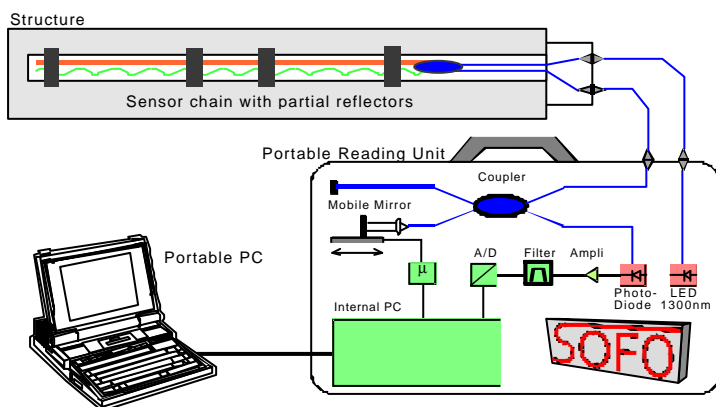 Structure
Sensor chain with partial reflectors
Portable Reading Unit
Coupler
Mobile Mirror
Portable PC
µ
A/D
Filter
Ampli
Internal PC
Photo-
Diode
LED
1300nm
SOFO